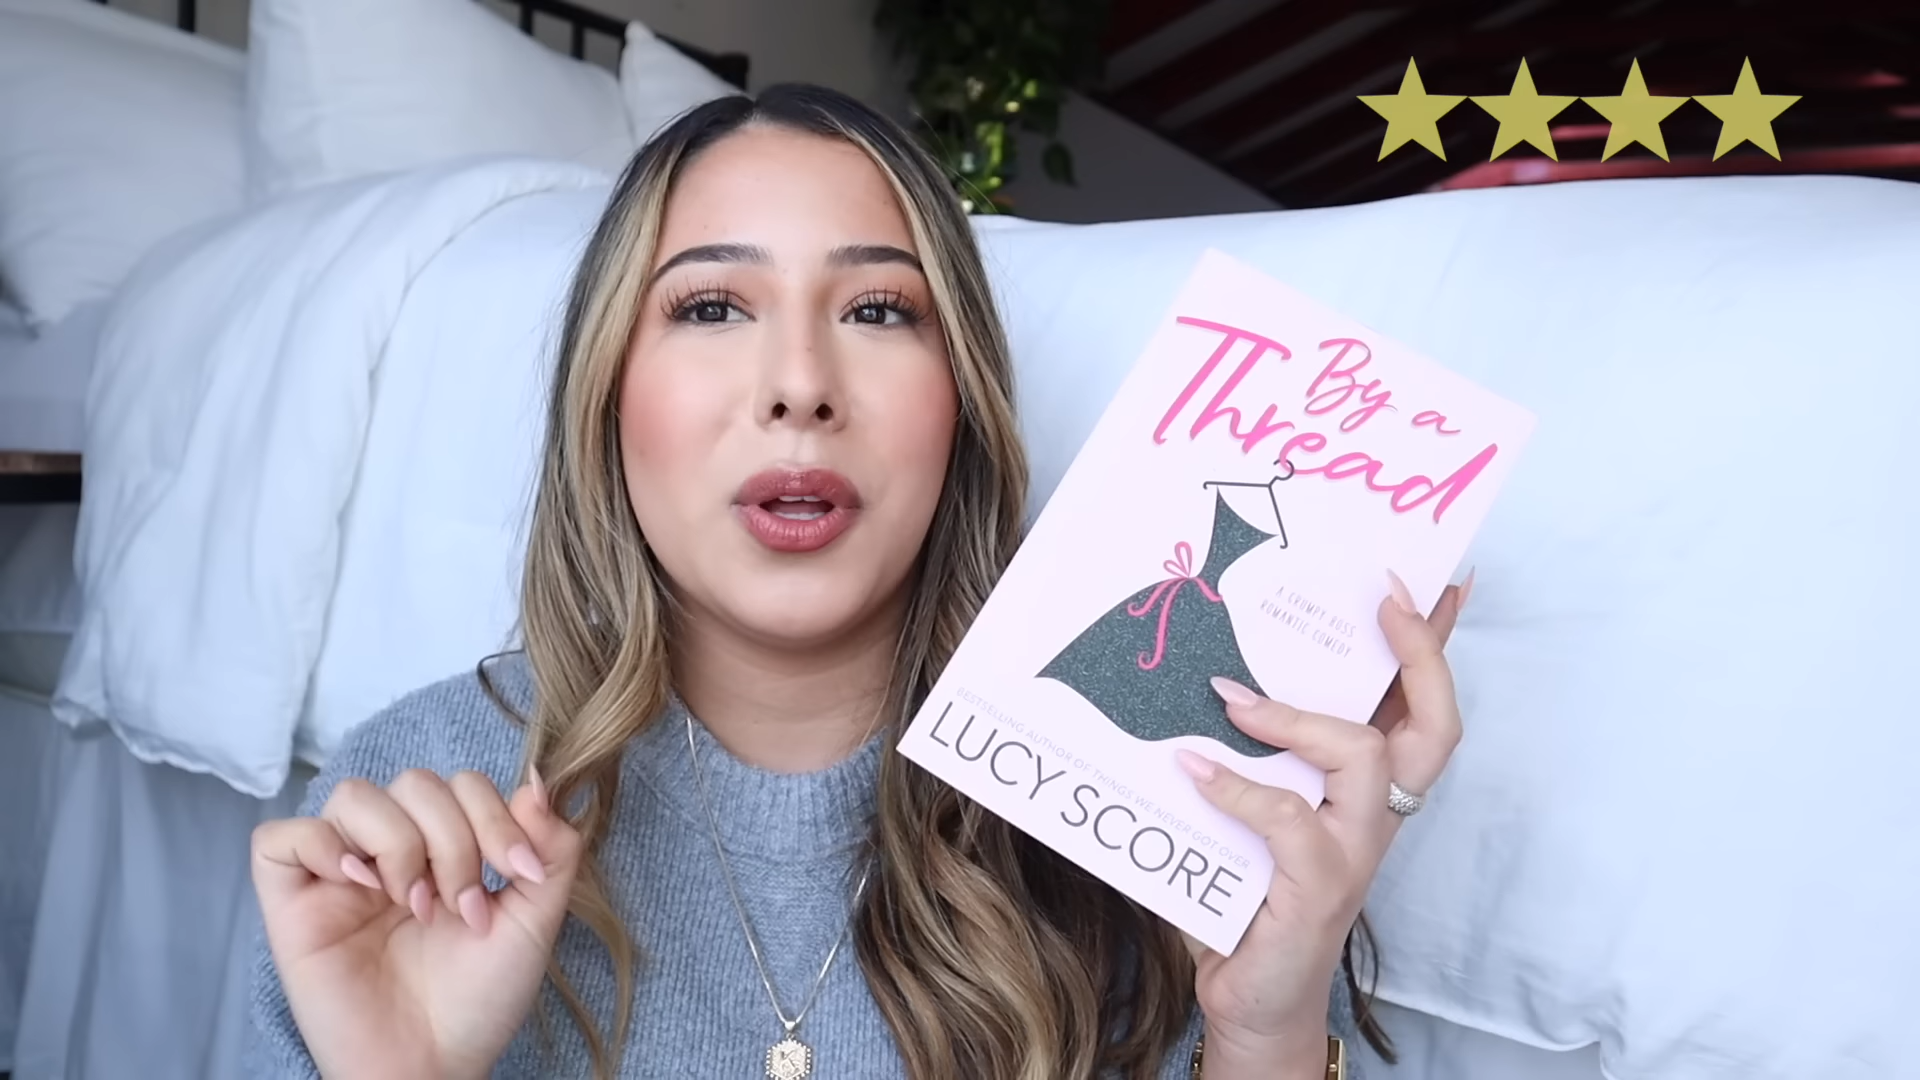 By a
Thread
A GRUMPY BOSS
ROMANTIC COMEDY
BESTSELLING AUTHOR OF THINGS WE NEVER GOT OVER
LUCY SCORE
K